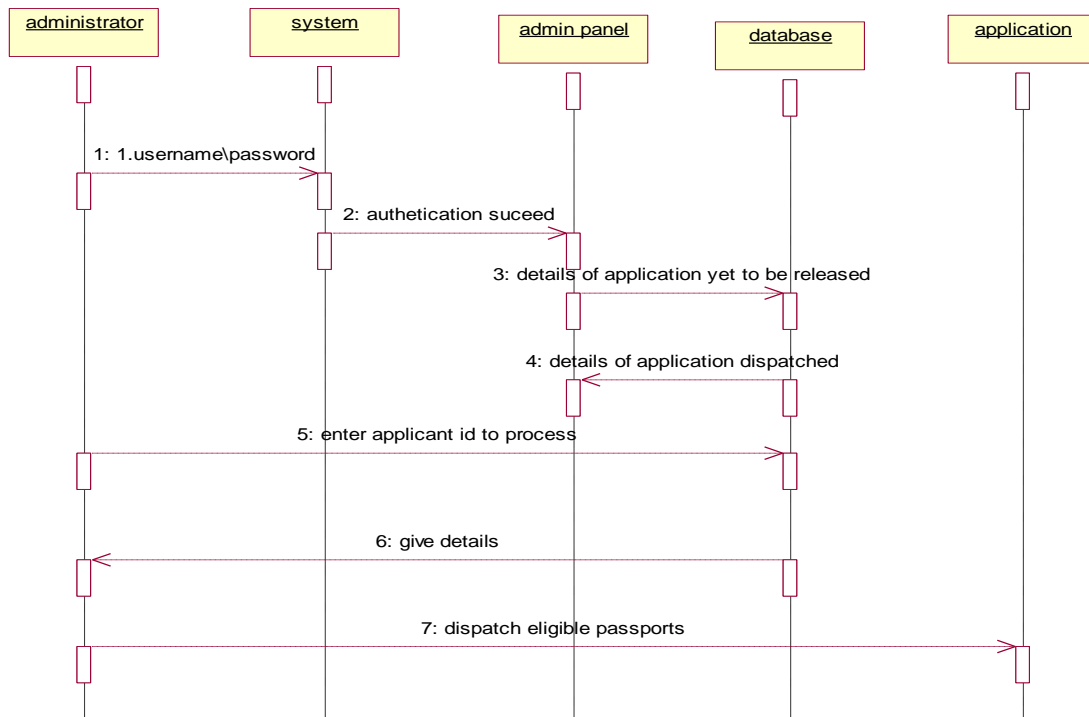 administrator
system
admin panel
database
application
1: 1.username\password
2: authetication suceed
3: details of application yet to be released
4: details of application dispatched
5: enter applicant id to process
6: give details
7: dispatch eligible passports